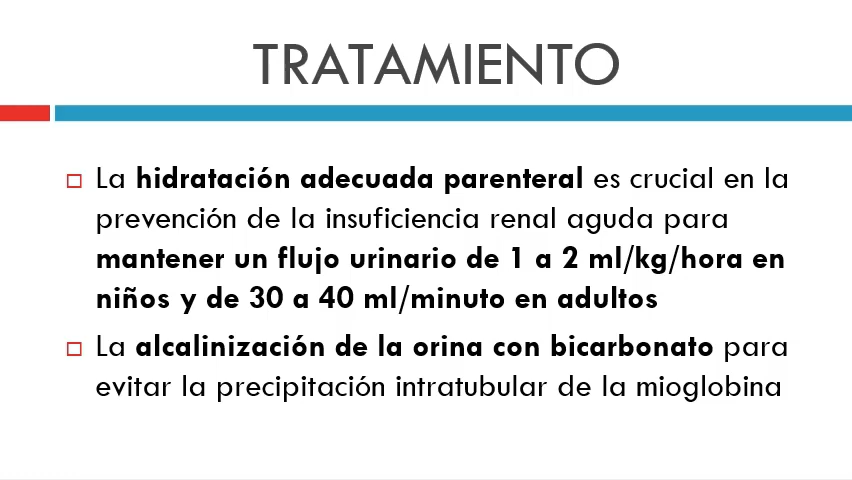 TRATAMIENTO
La hidratación adecuada parenteral es crucial en la
prevención de la insuficiencia renal aguda para
mantener un flujo urinario de 1 a 2 ml/kg/hora en
niños y de 30 a 40 ml/minuto en adultos
La alcalinización de la orina con bicarbonato para
evitar la precipitación intratubular de la mioglobina